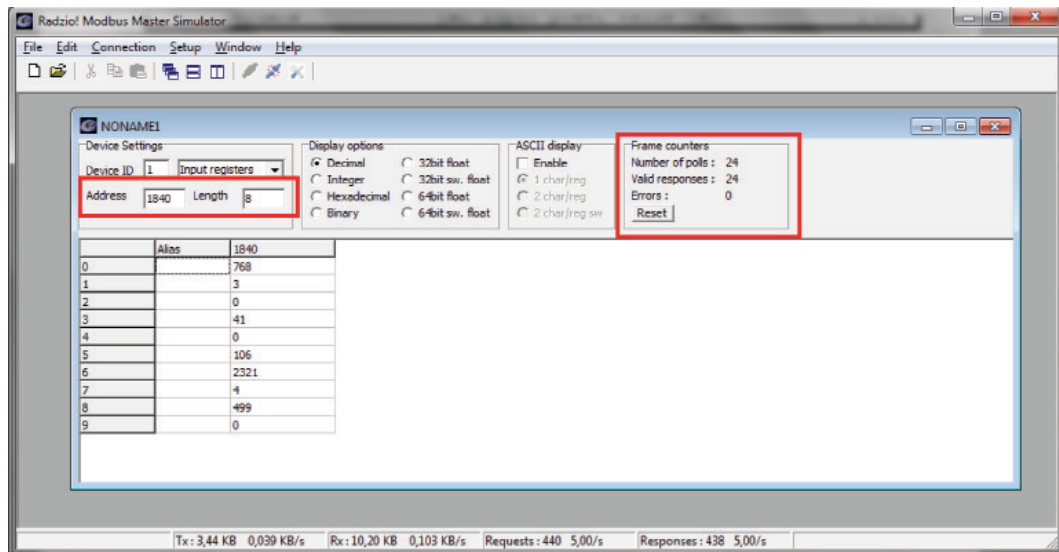 Radzio! Modbus Master Simulator
File Edit Connection Setup Window Help
NONAME1
Device Settings
Device ID 1 Input registers
Address 1840 Length 8
Display options
Decimal 32bit float
Integer 32bit sw. float
Hexadecimal 64bit float
Binary 64bit sw. float
ASCII display
Enable
1 char/reg
2 char/reg
2 char/reg sw
Frame counters
Number of polls : 24
Valid responses : 24
Errors : 0
Reset
Alias 1840
0 768
1 3
2 0
3 41
4 0
5 106
6 2321
7 4
8 499
9 0
Tx : 3,44 KB 0,039 KB/s Rx : 10,20 KB 0,103 KB/s Requests : 440 5,00/s Responses : 438 5,00/s